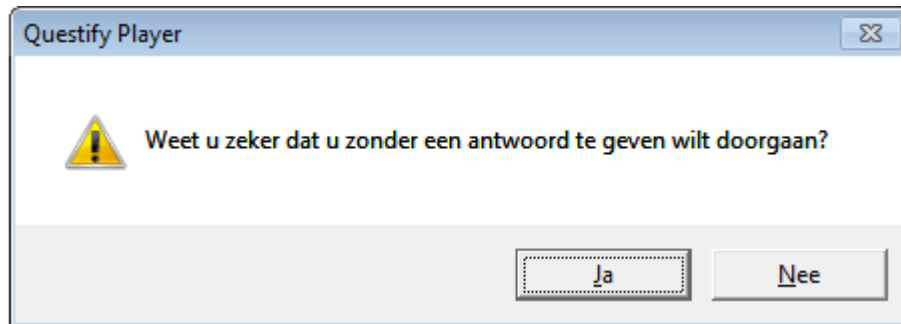 Questify Player
Weet u zeker dat u zonder een antwoord te geven wilt doorgaan?
Ja
Nee